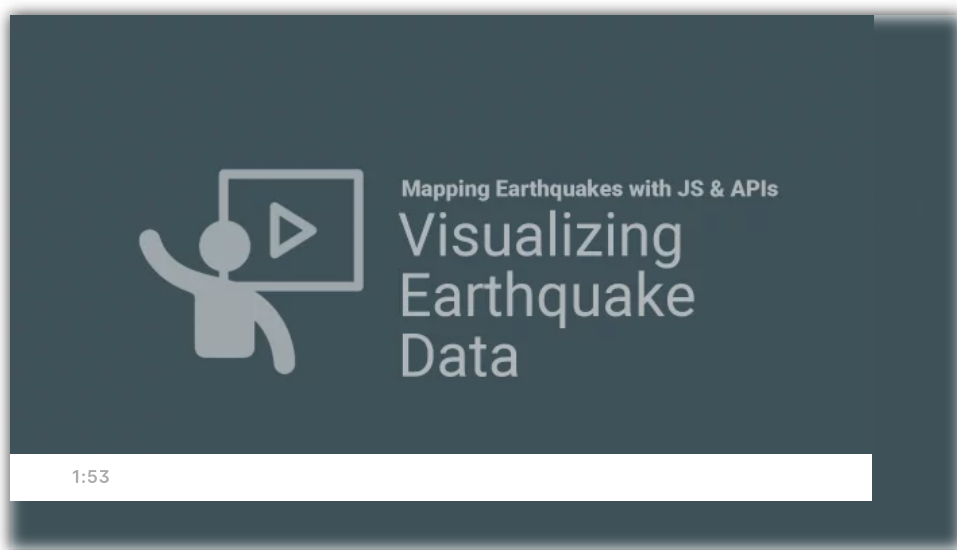 Mapping Earthquakes with JS & APIs
Visualizing
Earthquake
Data
1:53